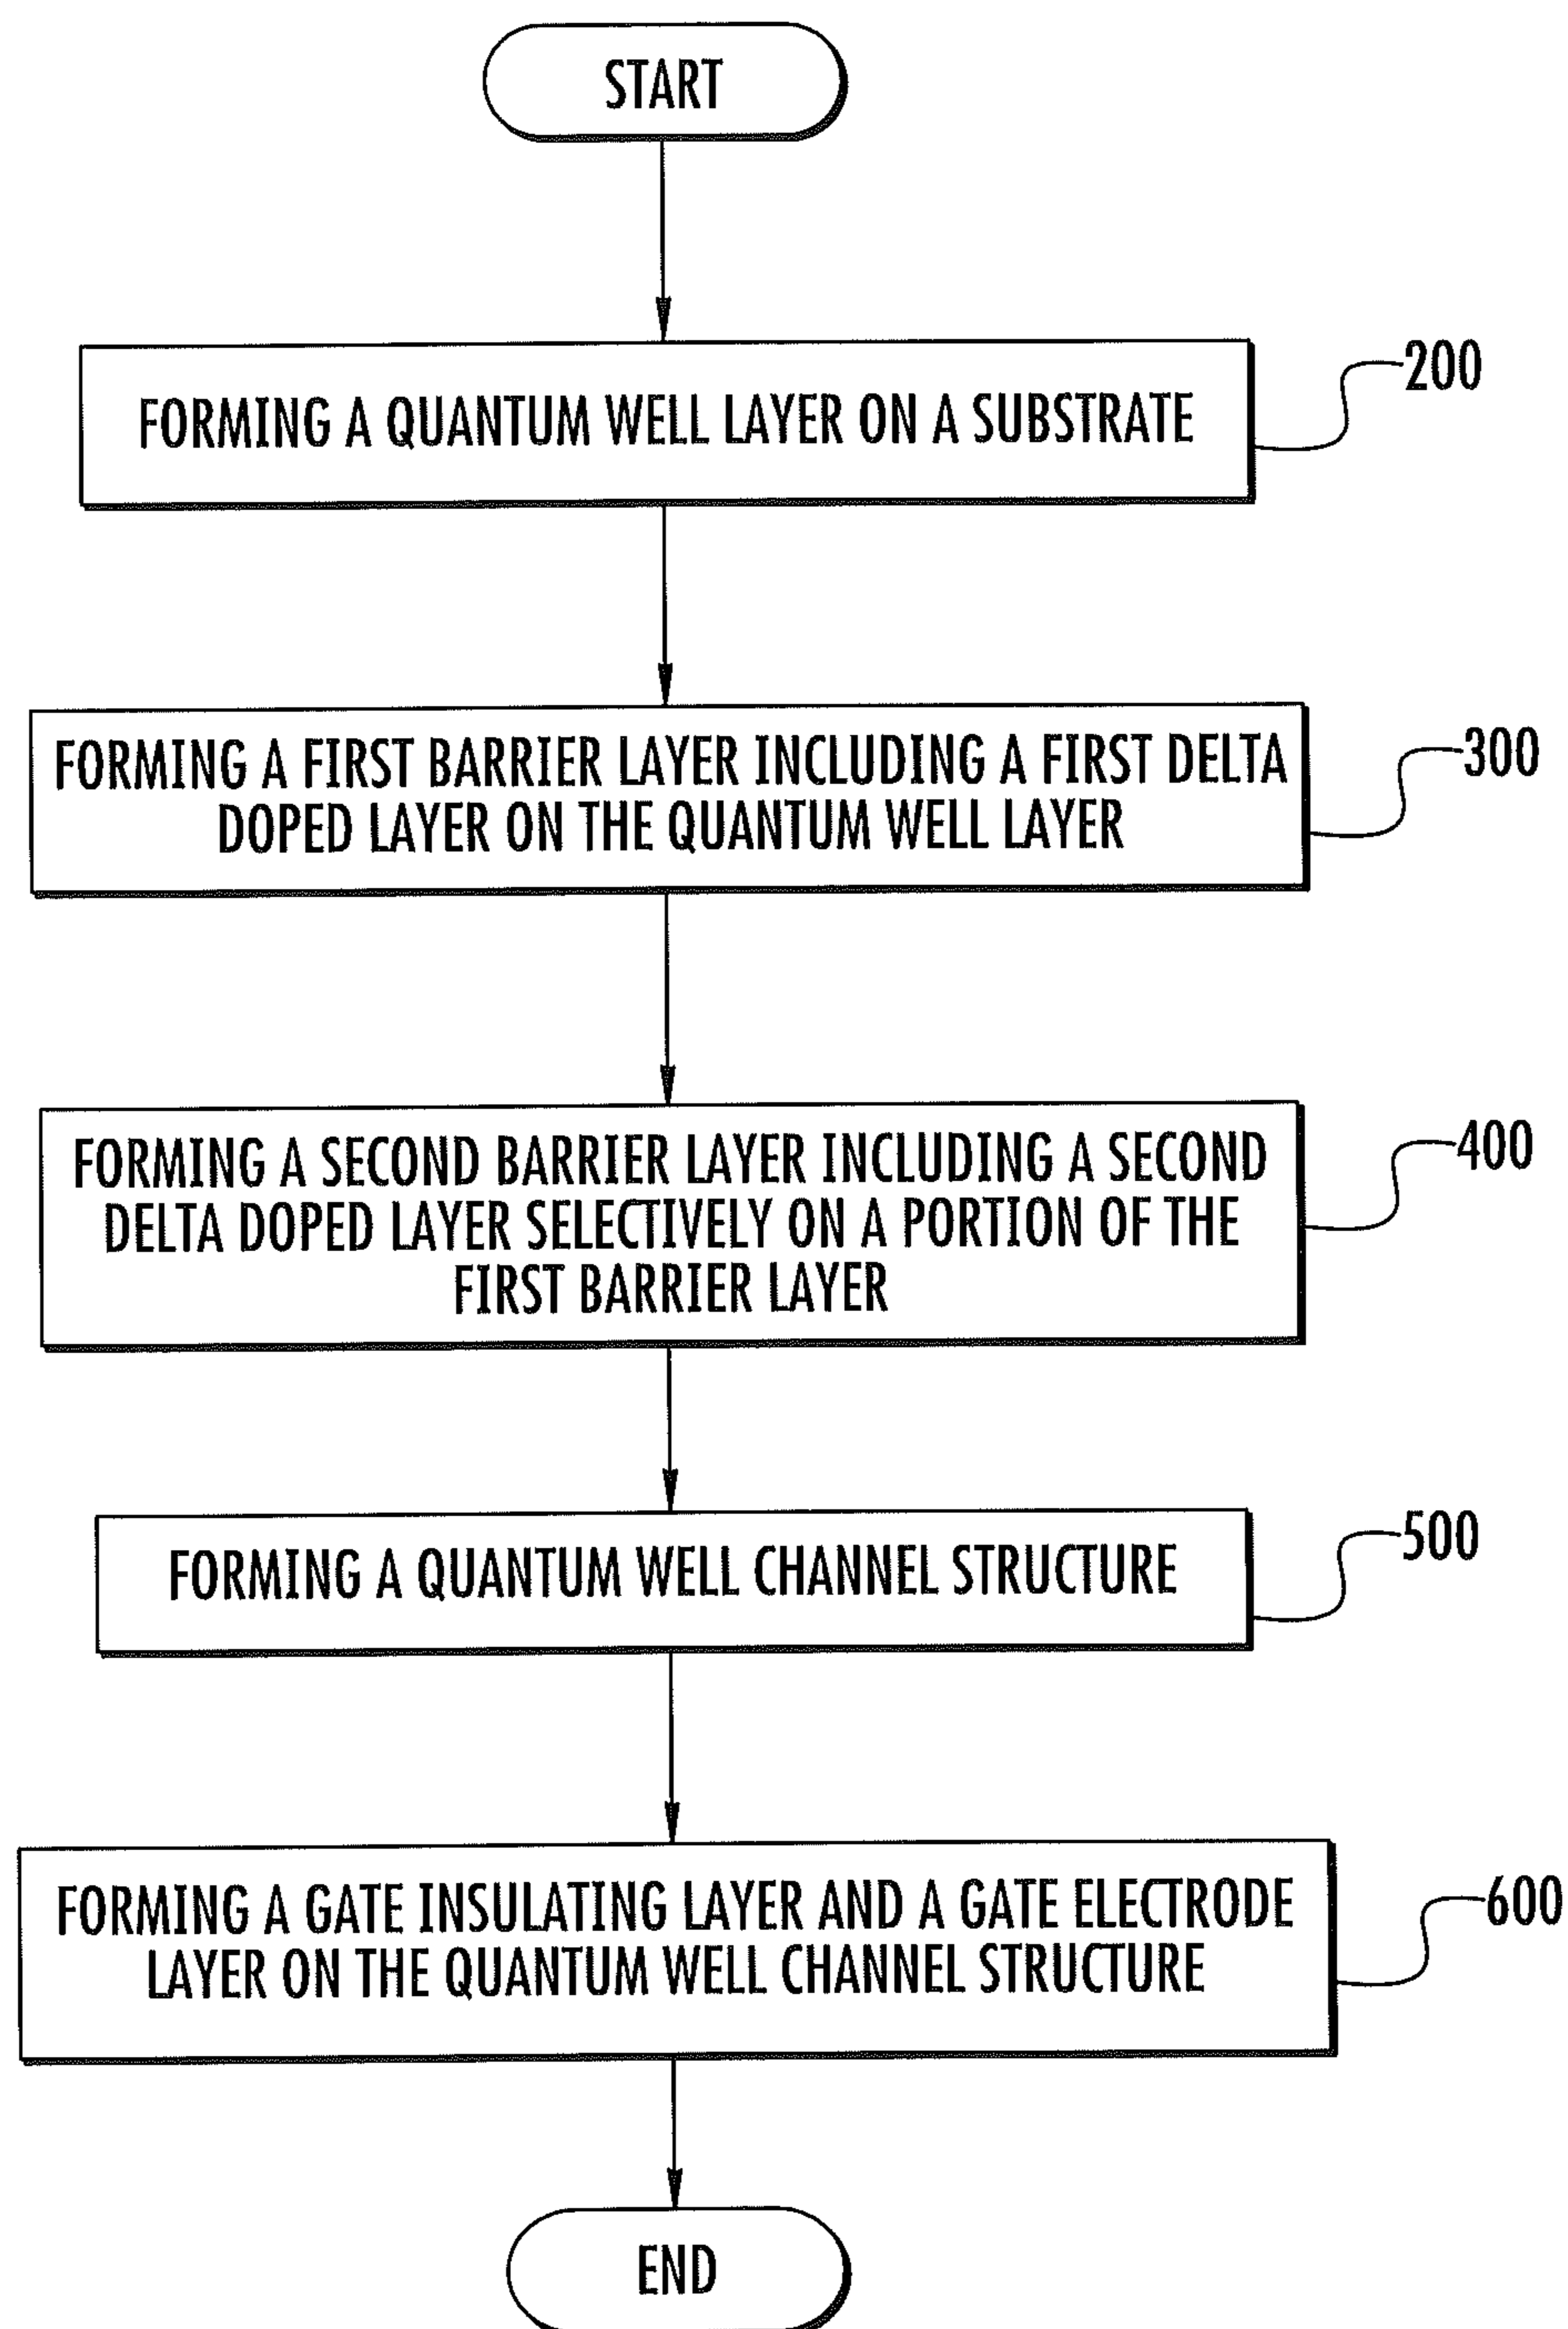 START
FORMING A QUANTUM WELL LAYER ON A SUBSTRATE
200
FORMING A FIRST BARRIER LAYER INCLUDING A FIRST DELTA
DOPED LAYER ON THE QUANTUM WELL LAYER
300
FORMING A SECOND BARRIER LAYER INCLUDING A SECOND
DELTA DOPED LAYER SELECTIVELY ON A PORTION OF THE
FIRST BARRIER LAYER
400
FORMING A QUANTUM WELL CHANNEL STRUCTURE
500
FORMING A GATE INSULATING LAYER AND A GATE ELECTRODE
LAYER ON THE QUANTUM WELL CHANNEL STRUCTURE
600
END